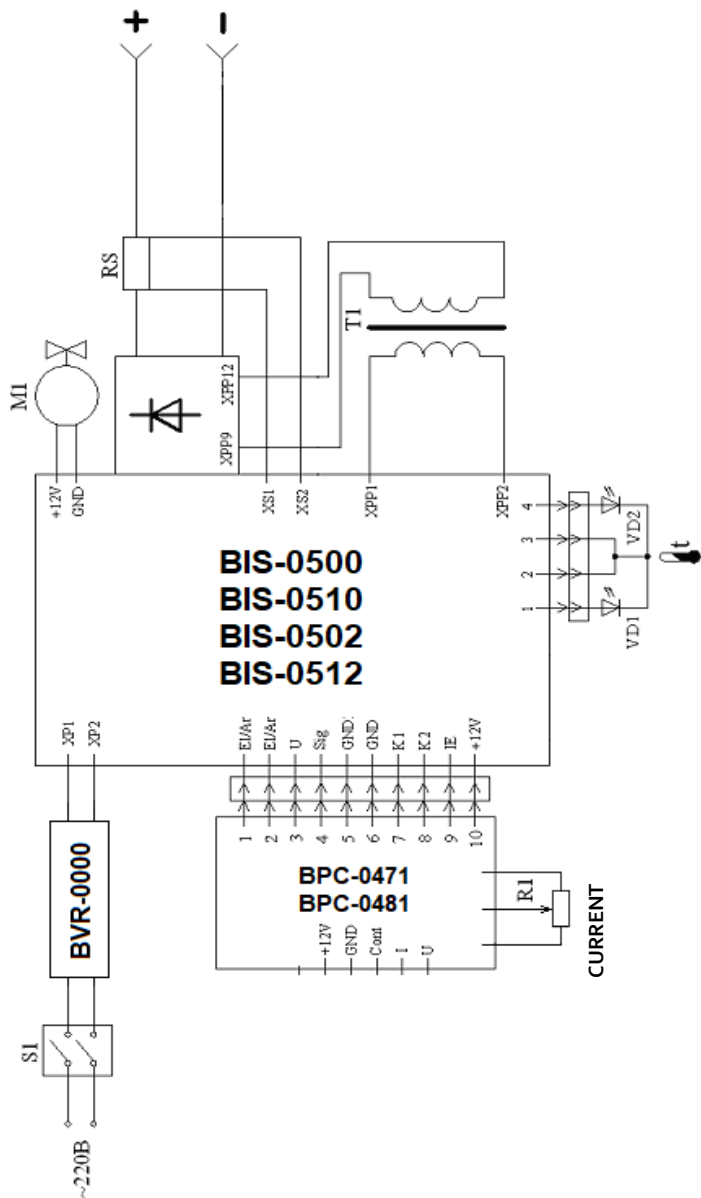 +
-
RS
M1
T1
+12V
GND
XPP9
XPP12
XS1
XS2
XPP1
XPP2
BIS-0500
BIS-0510
BIS-0502
BIS-0512
1
2
3
4
VD1
VD2
t
XP1
XP2
El/Ar
El/Ar
U
Sig
GND!
GND
K1
K2
IE
+12V
1
2
3
4
5
6
7
8
9
10
BVR-0000
BPC-0471
BPC-0481
+12V
GND
Cont
I
U
R1
CURRENT
S1
~220В